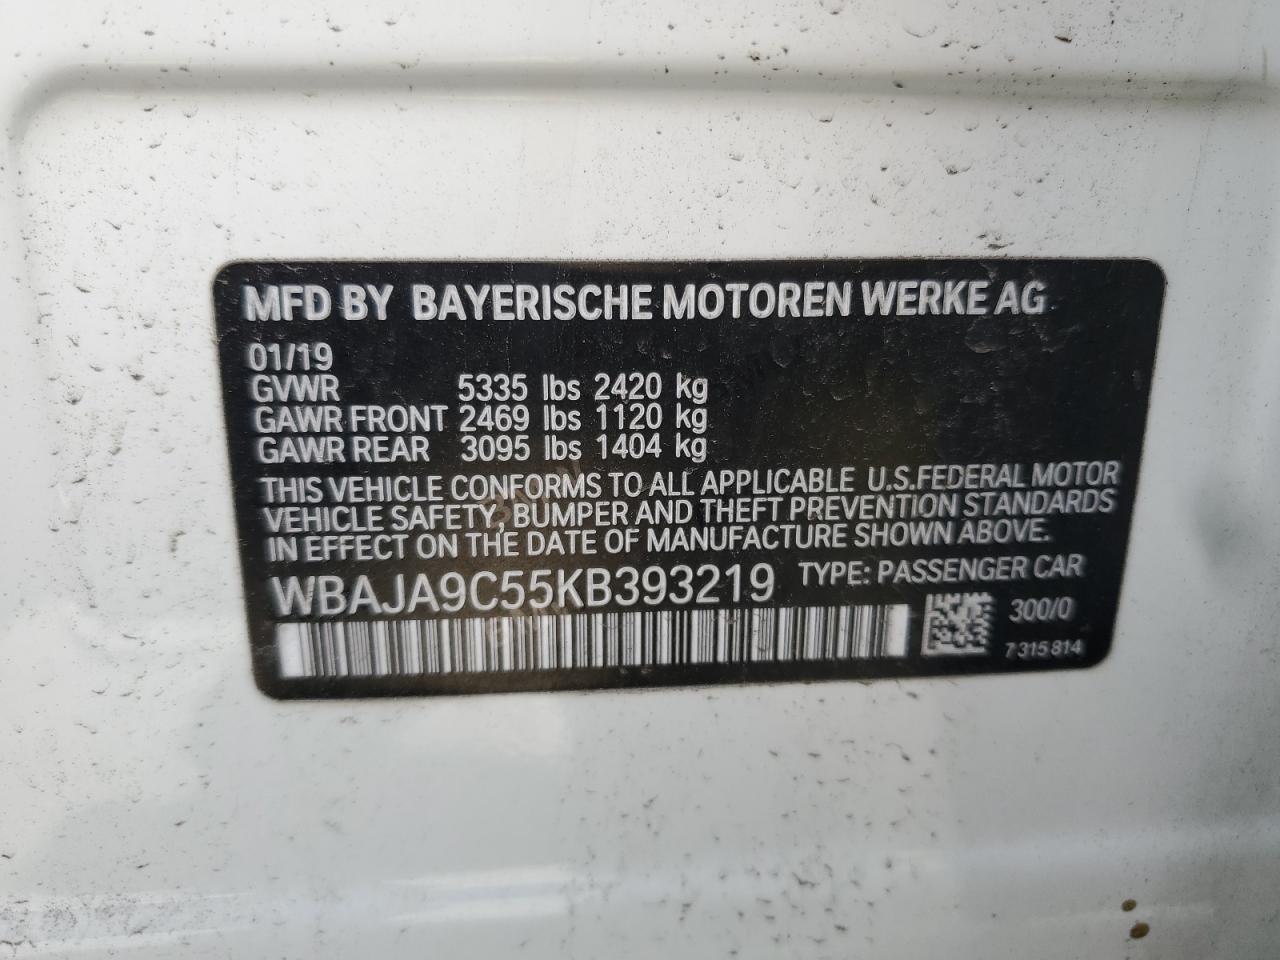 MFD BY BAYERISCHE MOTOREN WERKE AG
01/19
GVWR 5335 lbs 2420 kg
GAWR FRONT 2469 lbs 1120 kg
GAWR REAR 3095 lbs 1404 kg
THIS VEHICLE CONFORMS TO ALL APPLICABLE U.S.FEDERAL MOTOR
VEHICLE SAFETY, BUMPER AND THEFT PREVENTION STANDARDS
IN EFFECT ON THE DATE OF MANUFACTURE SHOWN ABOVE.
WBAJA9C55KB393219 TYPE: PASSENGER CAR
300/0
7 315 814